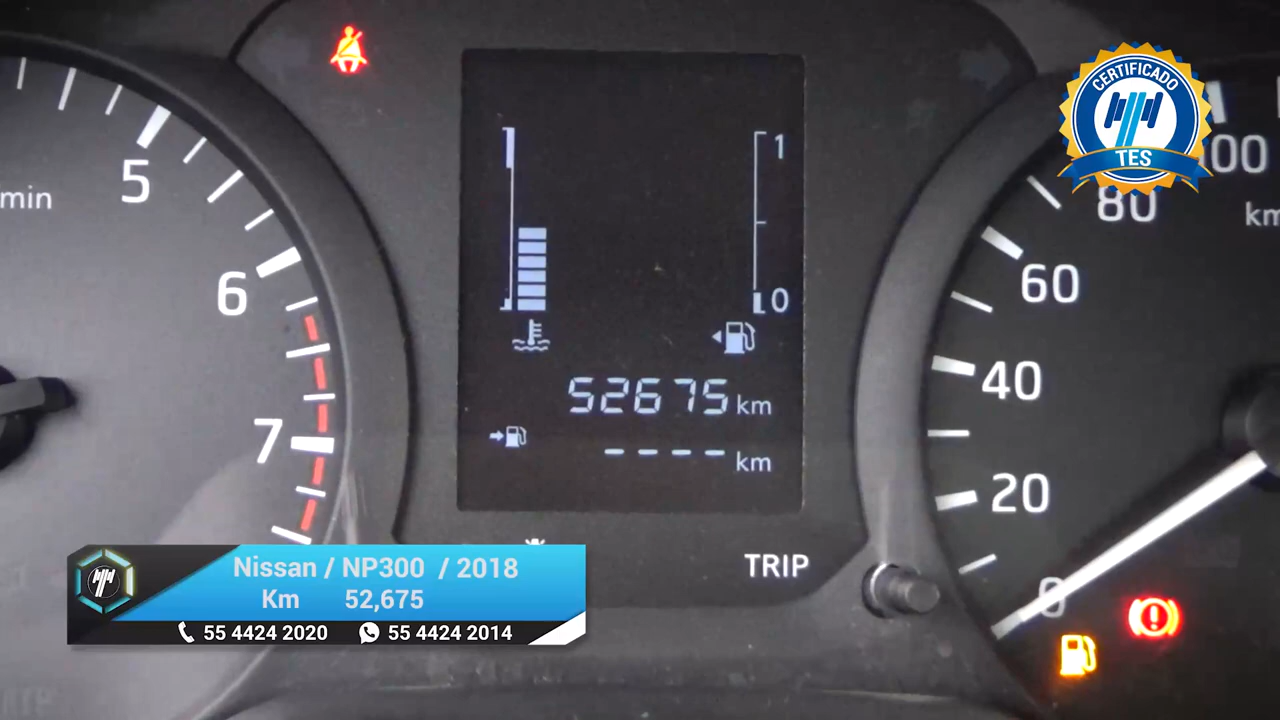 CERTIFICADO
TES
5
min
6
7
1
0
52675 km
---- km
TRIP
100
km
80
60
40
20
0
Nissan / NP300 / 2018
Km 52,675
55 4424 2020 55 4424 2014